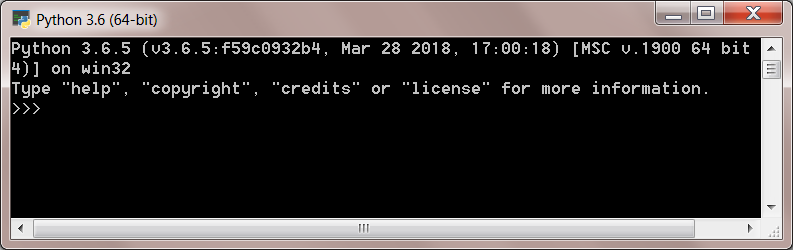 Python 3.6 (64-bit)
Python 3.6.5 (v3.6.5:f59c0932b4, Mar 28 2018, 17:00:18) [MSC v.1900 64 bit
4)] on win32
Type "help", "copyright", "credits" or "license" for more information.
>>>